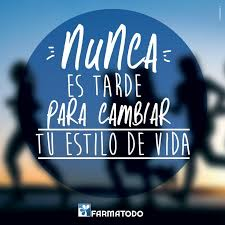 NUNCA
ES TARDE
PARA CAMBIAR
TU ESTILO DE VIDA
FARMATODO